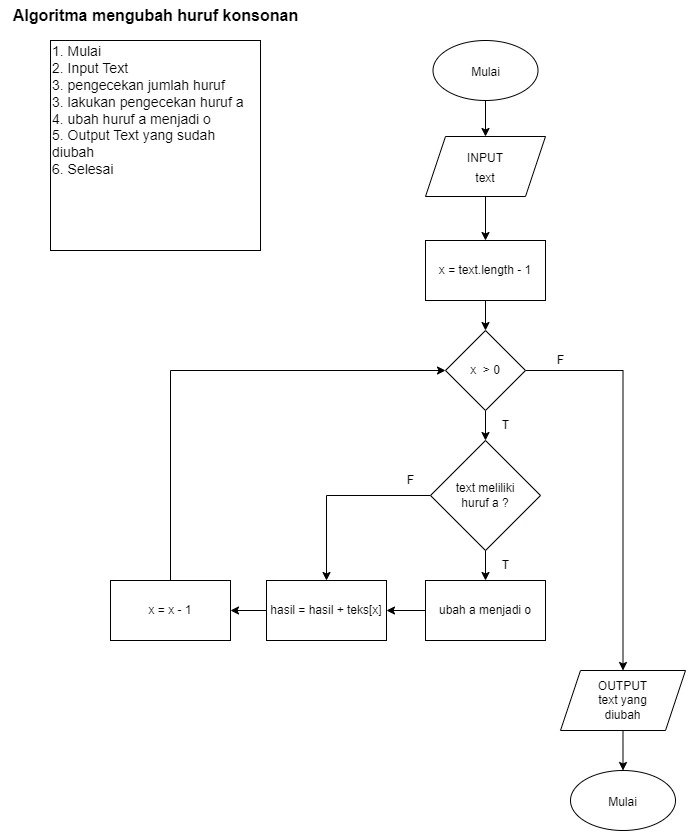 Algoritma mengubah huruf konsonan
1. Mulai
2. Input Text
3. pengecekan jumlah huruf
3. lakukan pengecekan huruf a
4. ubah huruf a menjadi o
5. Output Text yang sudah
diubah
6. Selesai
Mulai
INPUT
text
x = text.length - 1
x > 0
F
T
text meliliki
huruf a ?
F
T
x = x - 1
hasil = hasil + teks[x]
ubah a menjadi o
OUTPUT
text yang
diubah
Mulai